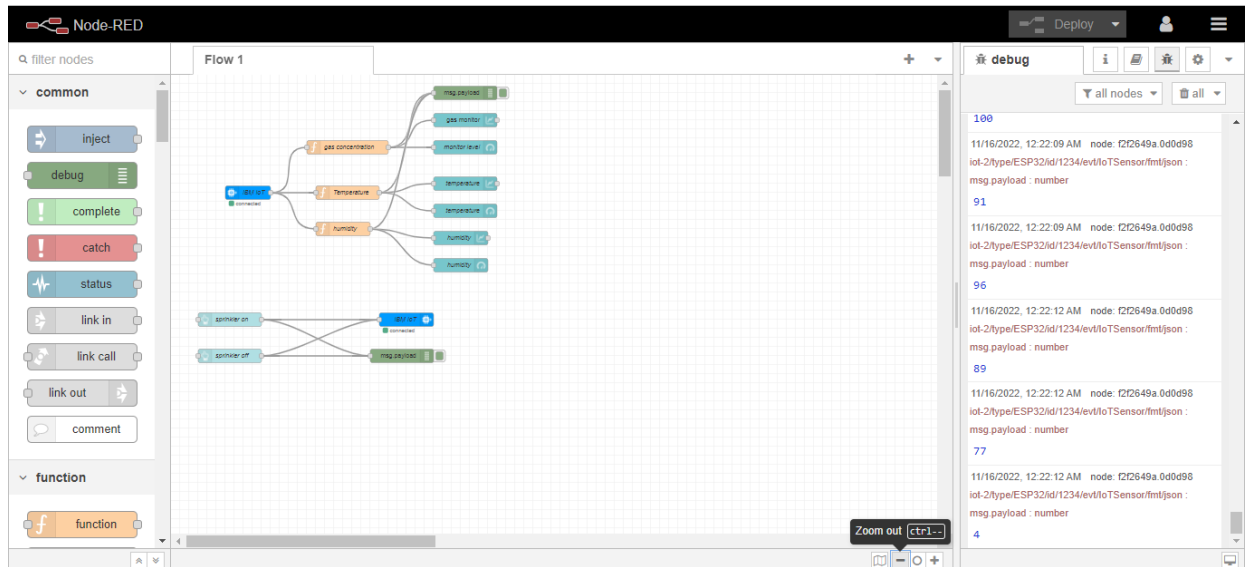 Node-RED
Deploy
filter nodes
Flow 1
debug
i
all nodes
all
common
inject
debug
complete
catch
status
link in
link call
link out
comment
function
function
IBM IoT
connected
gas concentration
Temperature
humidity
msg.payload
gas monitor
monitor level
temperature
temperature
humidity
humidity
sprinkler on
sprinkler off
IBM IoT
connected
msg.payload
Zoom out ctrl--
100
11/16/2022, 12:22:09 AM node: f2f2649a.0d0d98
iot-2/type/ESP32/id/1234/evt/IoTSensor/fmt/json :
msg.payload : number
91
11/16/2022, 12:22:09 AM node: f2f2649a.0d0d98
iot-2/type/ESP32/id/1234/evt/IoTSensor/fmt/json :
msg.payload : number
96
11/16/2022, 12:22:12 AM node: f2f2649a.0d0d98
iot-2/type/ESP32/id/1234/evt/IoTSensor/fmt/json :
msg.payload : number
89
11/16/2022, 12:22:12 AM node: f2f2649a.0d0d98
iot-2/type/ESP32/id/1234/evt/IoTSensor/fmt/json :
msg.payload : number
77
11/16/2022, 12:22:12 AM node: f2f2649a.0d0d98
iot-2/type/ESP32/id/1234/evt/IoTSensor/fmt/json :
msg.payload : number
4